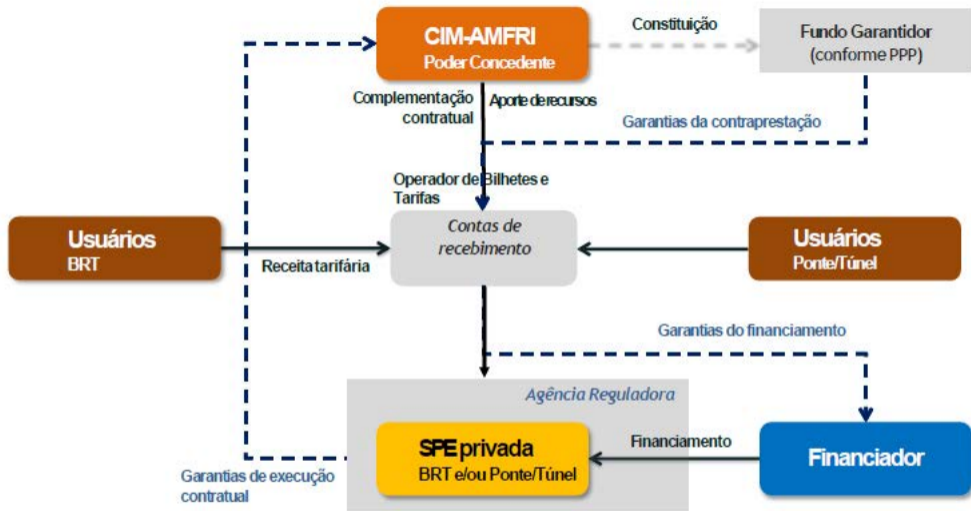 CIM-AMFRI
Poder Concedente
Constituição
Fundo Garantidor
(conforme PPP)
Complementação
contratual
Aporte de recursos
Garantias da contraprestação
Operador de Bilhetes e
Tarifas
Contas de
recebimento
Usuários
BRT
Receita tarifária
Usuários
Ponte/Túnel
Garantias do financiamento
Agência Reguladora
SPE privada
BRT e/ou Ponte/Túnel
Financiamento
Financiador
Garantias de execução
contratual